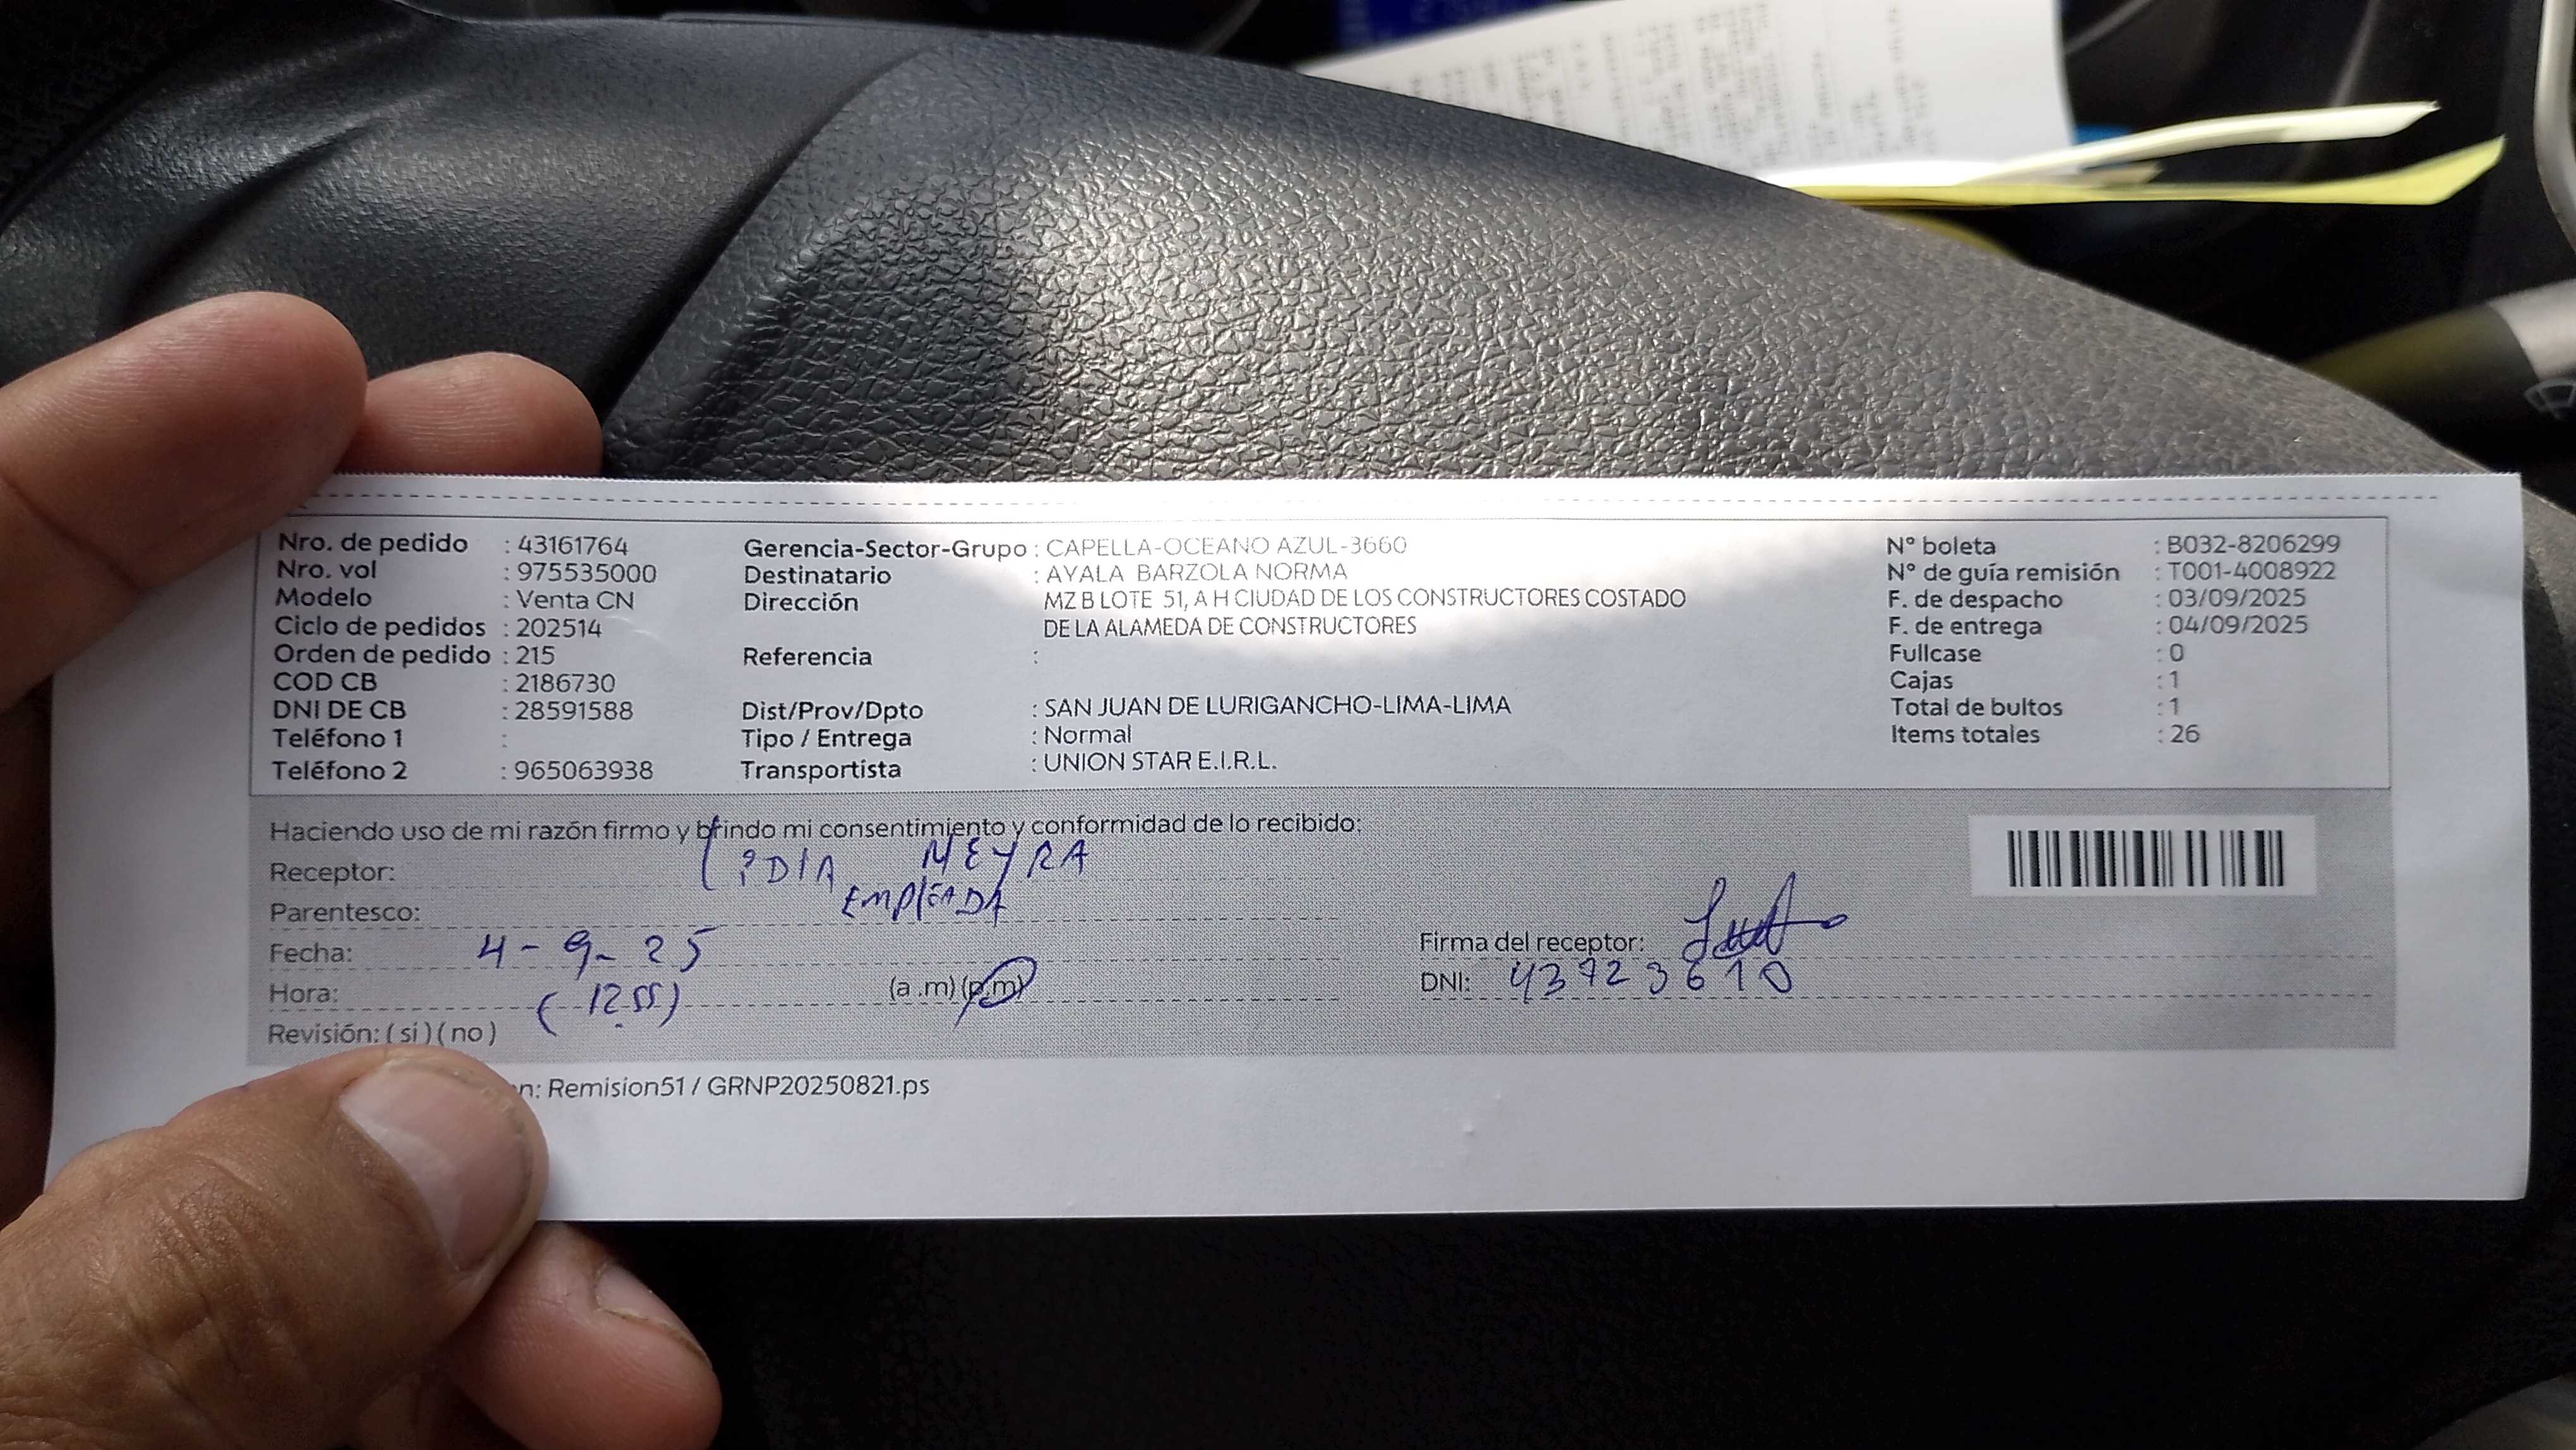 Nro. de pedido : 43161764
Nro. vol : 975535000
Modelo : Venta CN
Ciclo de pedidos : 202514
Orden de pedido : 215
COD CB : 2186730
DNI DE CB : 28591588
Teléfono 1 :
Teléfono 2 : 965063938
Gerencia-Sector-Grupo : CAPELLA-OCEANO AZUL-3660
Destinatario : AYALA BARZOLA NORMA
Dirección MZ B LOTE 51, A H CIUDAD DE LOS CONSTRUCTORES COSTADO
DE LA ALAMEDA DE CONSTRUCTORES
Referencia :
Dist/Prov/Dpto : SAN JUAN DE LURIGANCHO-LIMA-LIMA
Tipo / Entrega : Normal
Transportista : UNION STAR E.I.R.L.
N° boleta : B032-8206299
N° de guía remisión : T001-4008922
F. de despacho : 03/09/2025
F. de entrega : 04/09/2025
Fullcase : 0
Cajas : 1
Total de bultos : 1
Items totales : 26
Haciendo uso de mi razón firmo y brindo mi consentimiento y conformidad de lo recibido:
Receptor: LiDIA NEYRA
Parentesco: EMPlEADA
Fecha: 4-9-25
Hora: (1255) (a .m) (p.m)
Revisión: ( si ) ( no )
Firma del receptor:
DNI: 43723610
n: Remision51 / GRNP20250821.ps